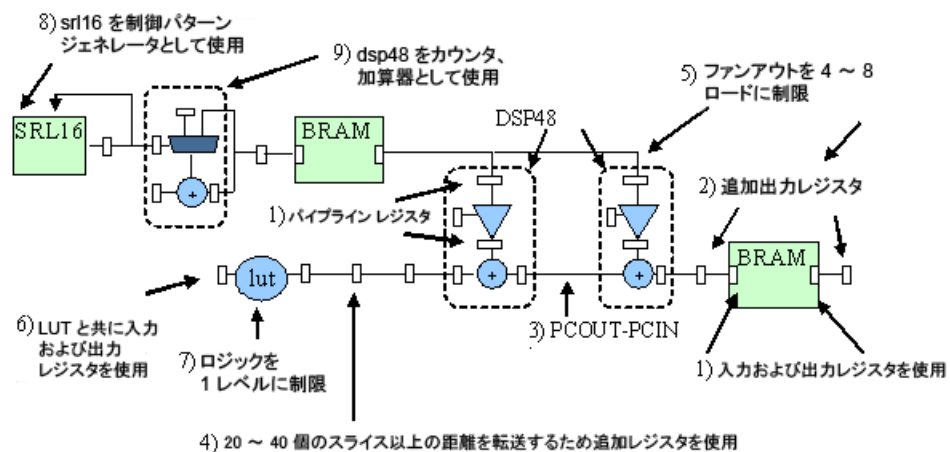 8) srl16 を制御パターン
ジェネレータとして使用
9) dsp48 をカウンタ、
加算器として使用
5) ファンアウトを 4 ～ 8
ロードに制限
SRL16
BRAM
DSP48
+
1) パイプライン レジスタ
2) 追加出力レジスタ
lut
+
+
BRAM
6) LUT と共に入力
および出力
レジスタを使用
7) ロジックを
1 レベルに制限
3) PCOUT-PCIN
1) 入力および出力レジスタを使用
4) 20 ～ 40 個のスライス以上の距離を転送するため追加レジスタを使用